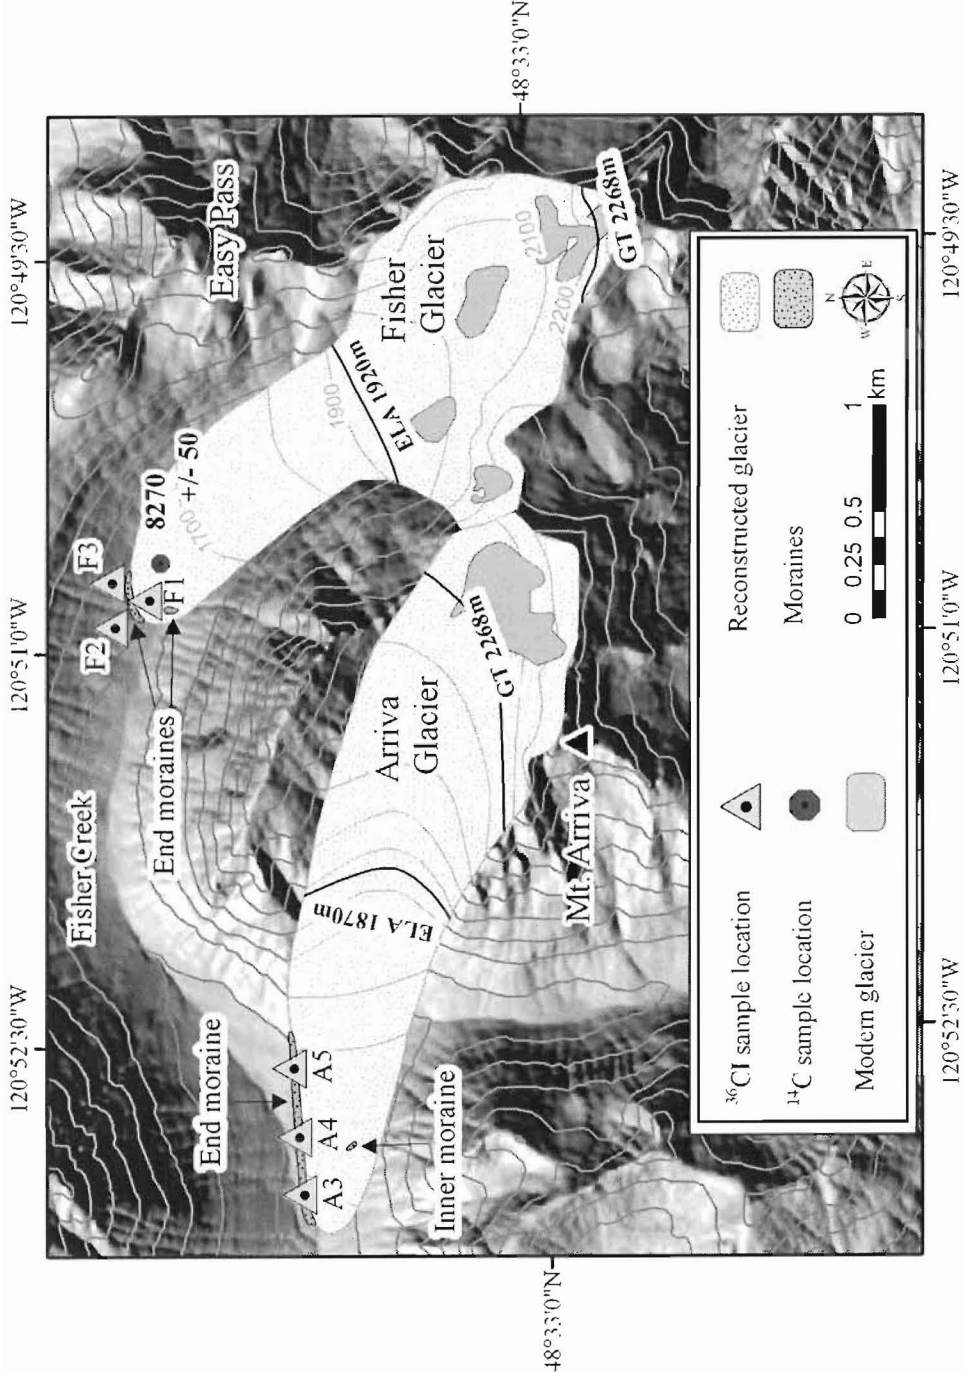 120°52'30"W
120°51'0"W
120°49'30"W
48°33'0"N
48°33'0"N
Fisher Creek
F2
F3
F1
8270 +/- 50
1700
Easy Pass
End moraines
End moraine
A3
A4
A5
Inner moraine
ELA 1870m
Arriva
Glacier
GT 2268m
Mt. Arriva
1900
ELA 1920m
Fisher
Glacier
2100
2200
GT 2268m
³⁶Cl sample location
¹⁴C sample location
Modern glacier
Reconstructed glacier
Moraines
0 0.25 0.5 1
km
N
W E
S
120°52'30"W
120°51'0"W
120°49'30"W